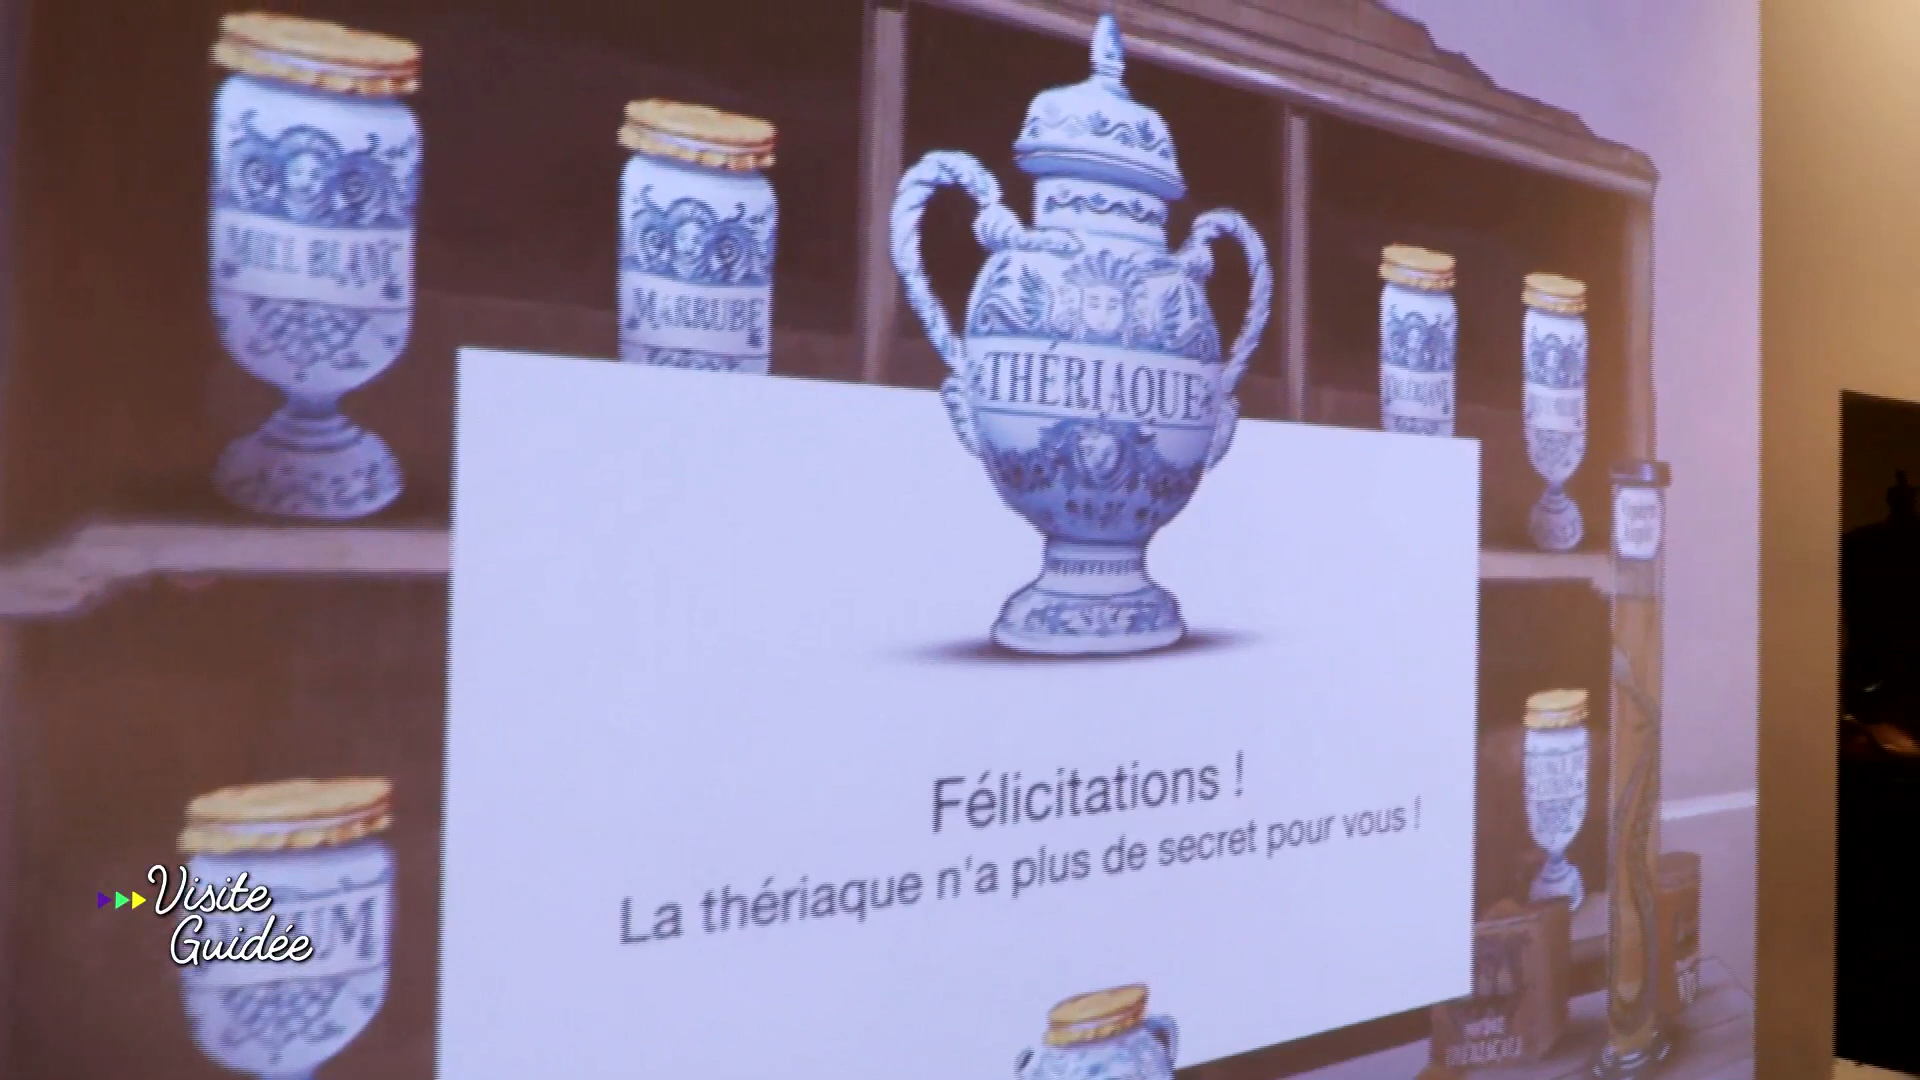 MIEL BLANC
MARRUBE
THÉRIAQUE
Félicitations !
La thériaque n'a plus de secret pour vous !
Visite
Guidée